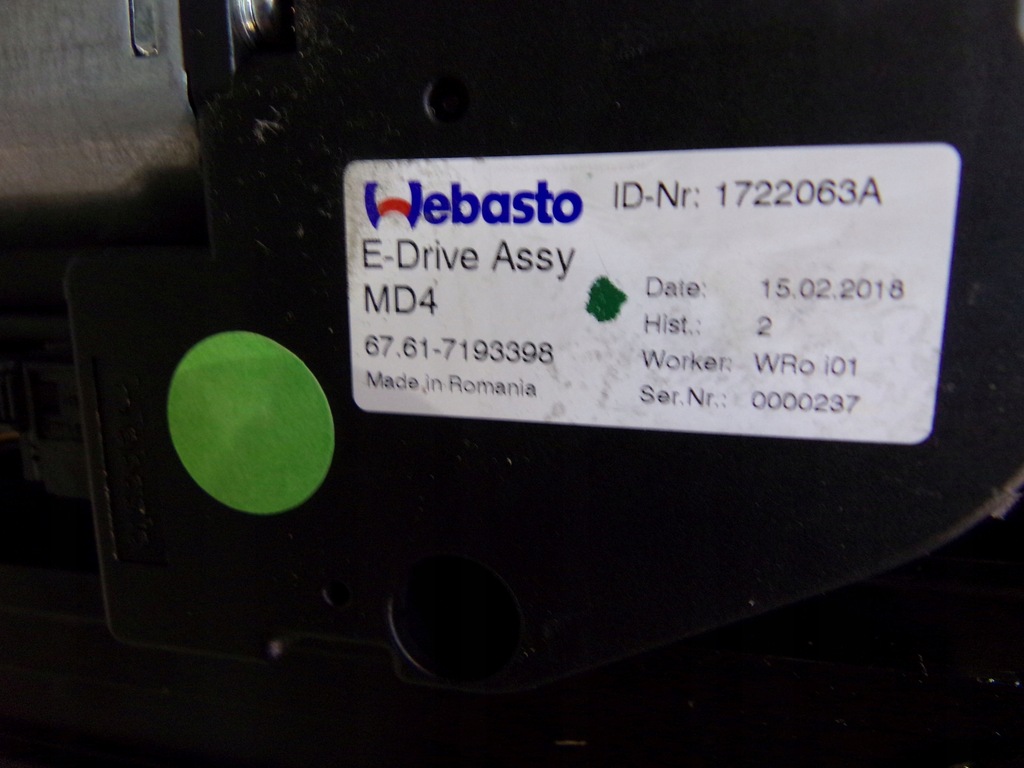 Webasto ID-Nr: 1722063A
E-Drive Assy
MD4
67.61-7193398
Made in Romania
Date: 15.02.2018
Hist.: 2
Worker: WRo i01
Ser.Nr.: 0000237